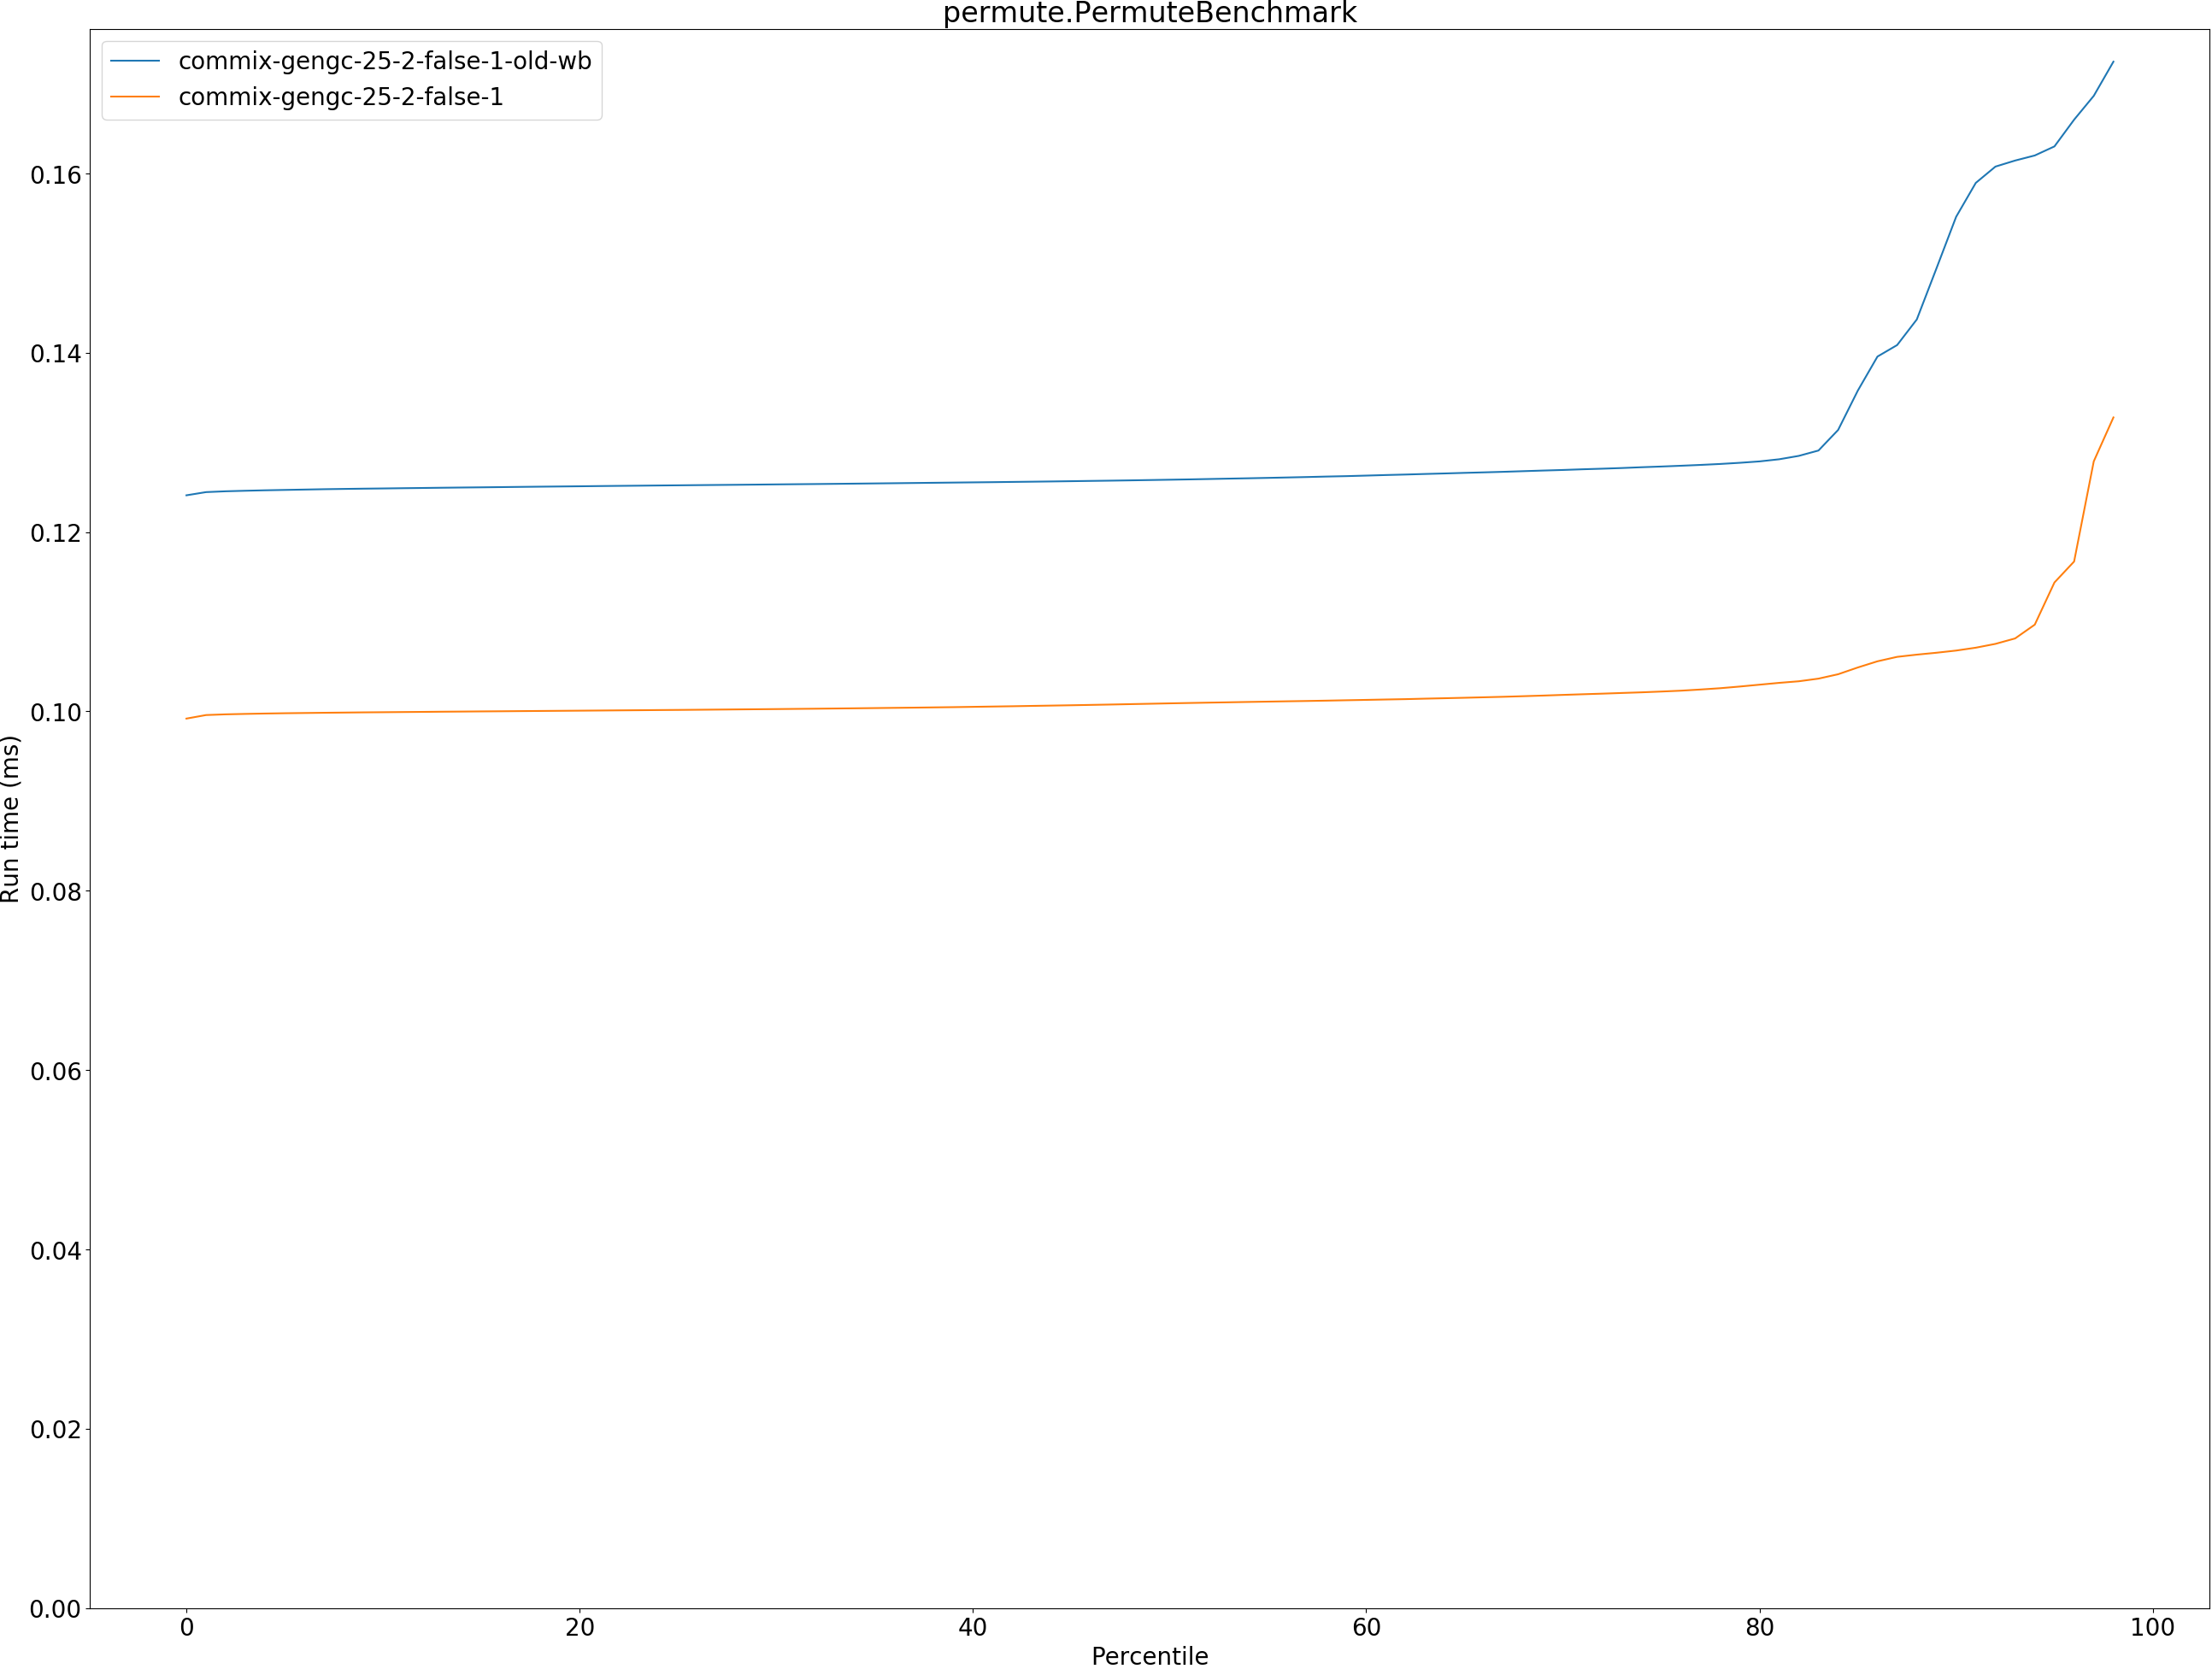 permute.PermuteBenchmark
commix-gengc-25-2-false-1-old-wb
commix-gengc-25-2-false-1
Run time (ms)
0.16
0.14
0.12
0.10
0.08
0.06
0.04
0.02
0.00
0 20 40 60 80 100
Percentile